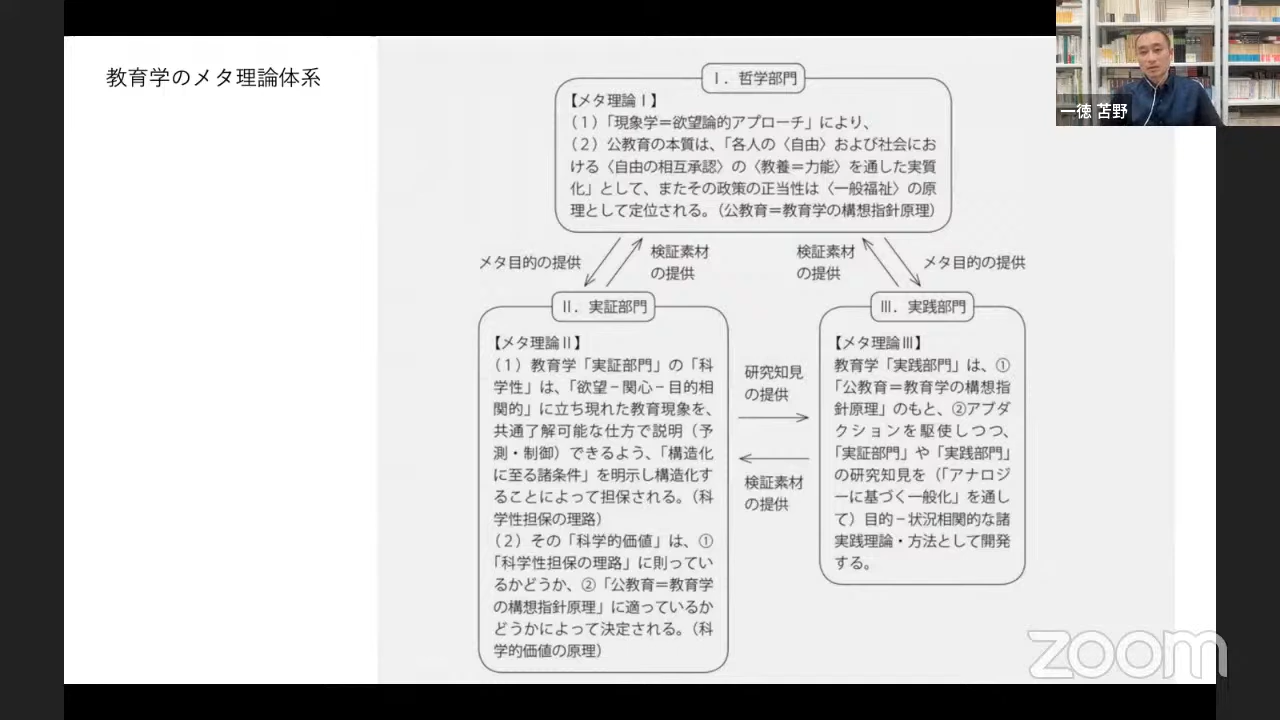 教育学のメタ理論体系
一徳 苫野
Ⅰ．哲学部門
【メタ理論Ⅰ】
（1）「現象学＝欲望論的アプローチ」により、
（2）公教育の本質は、「各人の〈自由〉および社会にお
ける〈自由の相互承認〉の〈教養＝力能〉を通した実質
化」として、またその政策の正当性は〈一般福祉〉の原
理として定位される。（公教育＝教育学の構想指針原理）
メタ目的の提供
検証素材
の提供
検証素材
の提供
メタ目的の提供
Ⅱ．実証部門
【メタ理論Ⅱ】
（1）教育学「実証部門」の「科
学性」は、「欲望－関心－目的相
関的」に立ち現れた教育現象を、
共通了解可能な仕方で説明（予
測・制御）できるよう、「構造化
に至る諸条件」を明示し構造化す
ることによって担保される。（科
学性担保の理路）
（2）その「科学的価値」は、①
「科学性担保の理路」に則ってい
るかどうか、②「公教育＝教育学
の構想指針原理」に適っているか
どうかによって決定される。（科
学的価値の原理）
研究知見
の提供
検証素材
の提供
Ⅲ．実践部門
【メタ理論Ⅲ】
教育学「実践部門」は、①
「公教育＝教育学の構想指
針原理」のもと、②アブダ
クションを駆使しつつ、
「実証部門」や「実践部門」
の研究知見を（「アナロジ
ーに基づく一般化」を通し
て）目的－状況相関的な諸
実践理論・方法として開発
する。
zoom